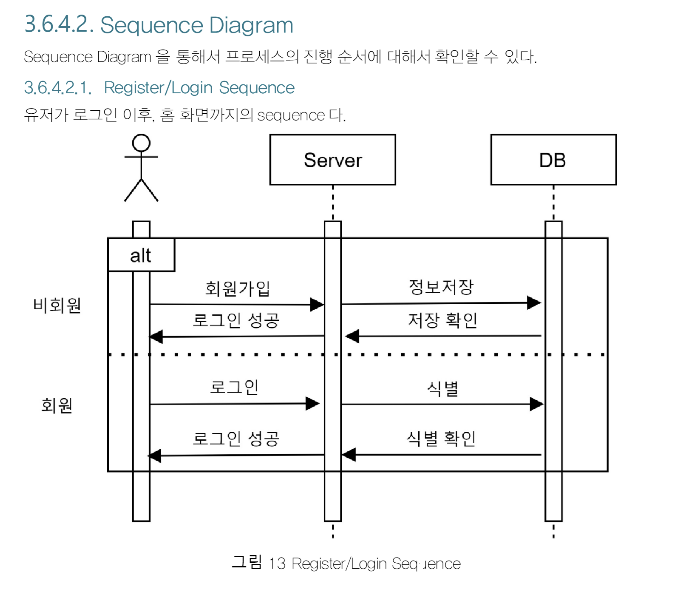 3.6.4.2. Sequence Diagram
Sequence Diagram 을 통해서 프로세스의 진행 순서에 대해서 확인할 수 있다.
3.6.4.2.1. Register/Login Sequence
유저가 로그인 이후, 홈 화면까지의 sequence 다.
Server
DB
alt
비회원
회원가입
정보저장
로그인 성공
저장 확인
회원
로그인
식별
로그인 성공
식별 확인
그림 13 Register/Login Sequence